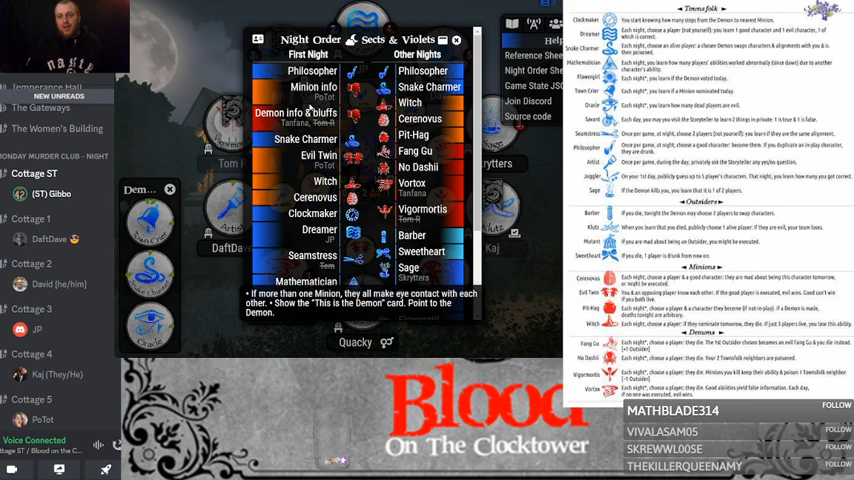 Temperance Hall
NEW UNREADS
The Gateways
The Women's Building
MONDAY MURDER CLUB - NIGHT
Cottage ST
42
(ST) Gibbo
Cottage 1
DaftDave
Cottage 2
David [he/him]
Cottage 3
JP
Cottage 4
Kaj (They/He)
Cottage 5
PoTot
Voice Connected
Cottage ST / Blood on the C...
Dem...
Town Crier
Snake Charmer
Oracle
Night Order
Sects & Violets
First Night
Other Nights
Philosopher
JP
Philosopher
Minion info
PoTot
Snake Charmer
Demon info & bluffs
Tanfana, Tom R
Witch
Cerenovus
Snake Charmer
Pit-Hag
Evil Twin
PoTot
Fang Gu
Witch
No Dashii
Cerenovus
Vortox
Tanfana
Clockmaker
Vigormortis
Tom R
Dreamer
JP
Barber
Seamstress
Tom
Sweetheart
Sage
Skrytters
Mathematician
• If more than one Minion, they all make eye contact with each
other. • Show the "This is the Demon" card. Point to the
Demon.
Help
Reference Sheet
Night Order Sheet
Join Discord
Source code
DaftDave
Kaj
Quacky
Blood
On The Clocktower
Townsfolk
Clockmaker You start knowing how many steps from the Demon to nearest Minion.
Dreamer Each night, choose a player (not yourself): you learn 1 good character and 1 evil character, 1 of
which is correct.
Snake Charmer Each night, choose an alive player: a chosen Demon swaps characters & alignments with you & is
then poisoned.
Mathematician Each night, you learn how many players' abilities worked abnormally (since dawn) due to another
character's ability.
Flowergirl Each night*, you learn if the Demon voted today.
Town Crier Each night*, you learn if a Minion nominated today.
Oracle Each night*, you learn how many dead players are evil.
Savant Each day, you may visit the Storyteller to learn 2 things in private: 1 is true & 1 is false.
Seamstress Once per game, at night, choose 2 players (not yourself): you learn if they are the same alignment.
Philosopher Once per game, at night, choose a good character: gain that ability. If you duplicate an in-play character,
they are drunk.
Artist Once per game, during the day, privately ask the Storyteller any yes/no question.
Juggler On your 1st day, publicly guess up to 5 players' characters. That night, you learn how many you got correct.
Sage If the Demon kills you, you learn that it is 1 of 2 players.
Outsiders
Barber If you die, tonight the Demon may choose 2 players to swap characters.
Klutz When you learn that you died, publicly choose 1 alive player: if they are evil, your team loses.
Mutant If you are mad about being an Outsider, you might be executed.
Sweetheart If you die, 1 player is drunk from now on.
Minions
Cerenovus Each night, choose a player & a good character: they are mad about being this character tomorrow,
or might be executed.
Evil Twin You & an opposing player know each other. If the good player is executed, evil wins. Good can't win
if you both live.
Pit-Hag Each night*, choose a player & a character they become (if not-in-play). If a Demon is made,
deaths tonight are arbitrary.
Witch Each night, choose a player: if they nominate tomorrow, they die. If just 3 players live, you lose this ability.
Demons
Fang Gu Each night*, choose a player: they die. The 1st Outsider chosen becomes an evil Fang Gu & you die instead.
[+1 Outsider]
No Dashii Each night*, choose a player: they die. Your 2 Townsfolk neighbors are poisoned.
Vigormortis Each night*, choose a player: they die. Minions you kill keep their ability & poison 1 Townsfolk neighbor
[-1 Outsider]
Vortox Each night*, choose a player: they die. Good abilities yield false information. Each day,
if no-one was executed, evil wins.
MATHBLADE314 FOLLOW
VIVALASAM05 FOLLOW
SKREWWL00SE FOLLOW
THEKILLERQUEENAMY FOLLOW